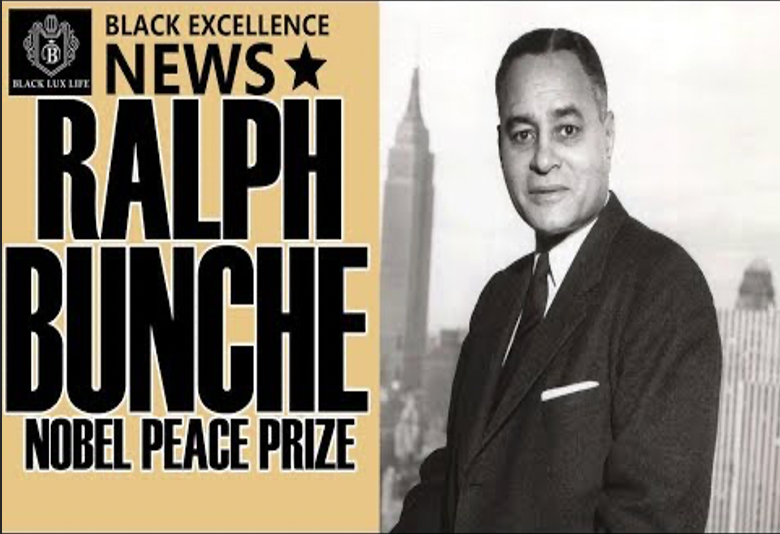 BLACK LUX LIFE
BLACK EXCELLENCE
NEWS
RALPH
BUNCHE
NOBEL PEACE PRIZE